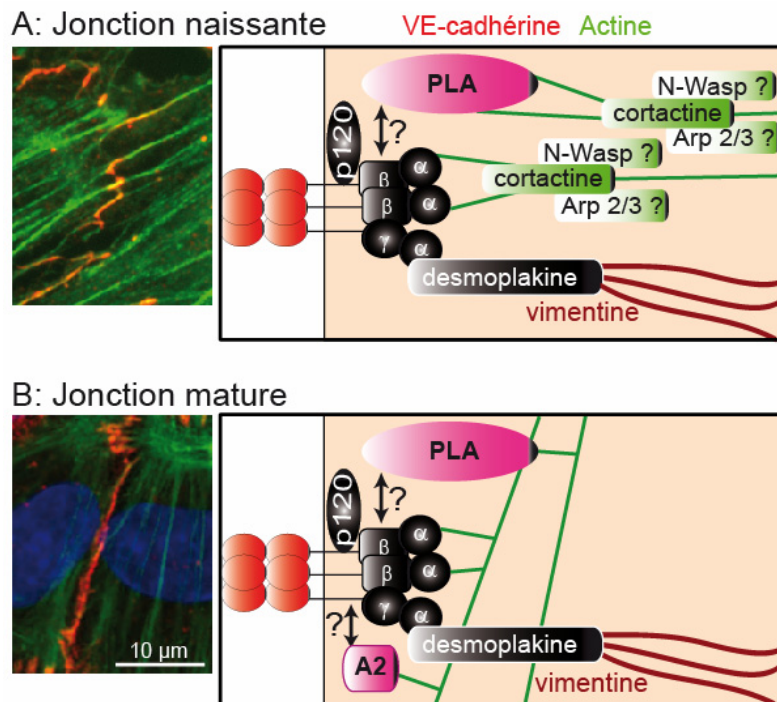 A: Jonction naissante
VE-cadhérine Actine
PLA
N-Wasp ?
cortactine
Arp 2/3 ?
p120
?
N-Wasp ?
β
α
cortactine
β
α
Arp 2/3 ?
γ
α
desmoplakine
vimentine
B: Jonction mature
PLA
p120
?
β
α
β
α
γ
?
α
desmoplakine
A2
vimentine
10 µm